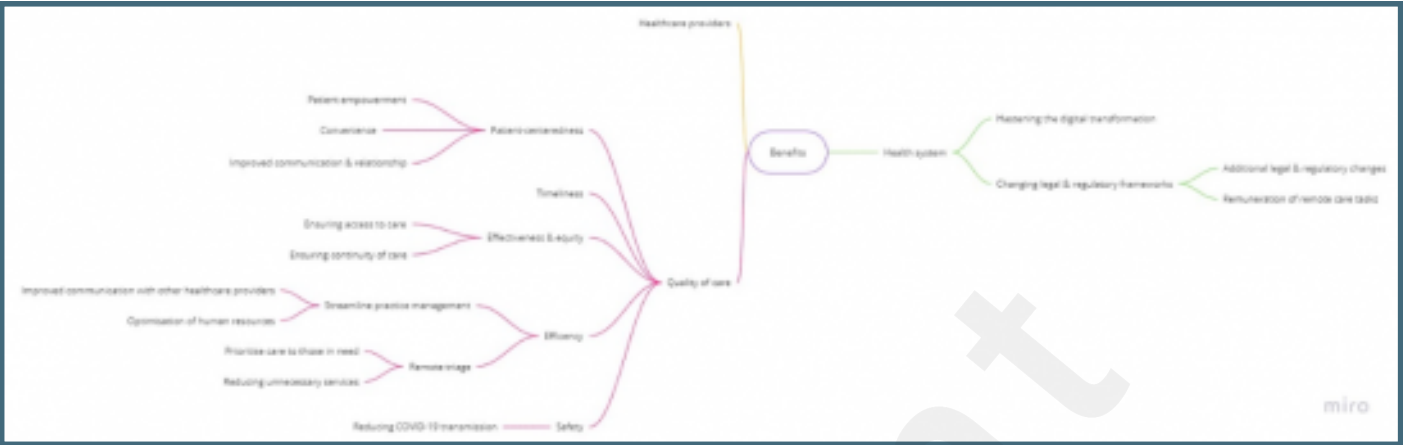 Healthcare providers
Patient empowerment
Convenience
Improved communication & relationship
Patient-centeredness
Timeliness
Ensuring access to care
Ensuring continuity of care
Effectiveness & equity
Improved communication with other healthcare providers
Optimisation of human resources
Streamline practice management
Prioritise care to those in need
Reducing unnecessary services
Remote triage
Efficiency
Reducing COVID-19 transmission
Safety
Quality of care
Benefits
Health system
Mastering the digital transformation
Changing legal & regulatory frameworks
Additional legal & regulatory changes
Remuneration of remote care tasks
miro
t